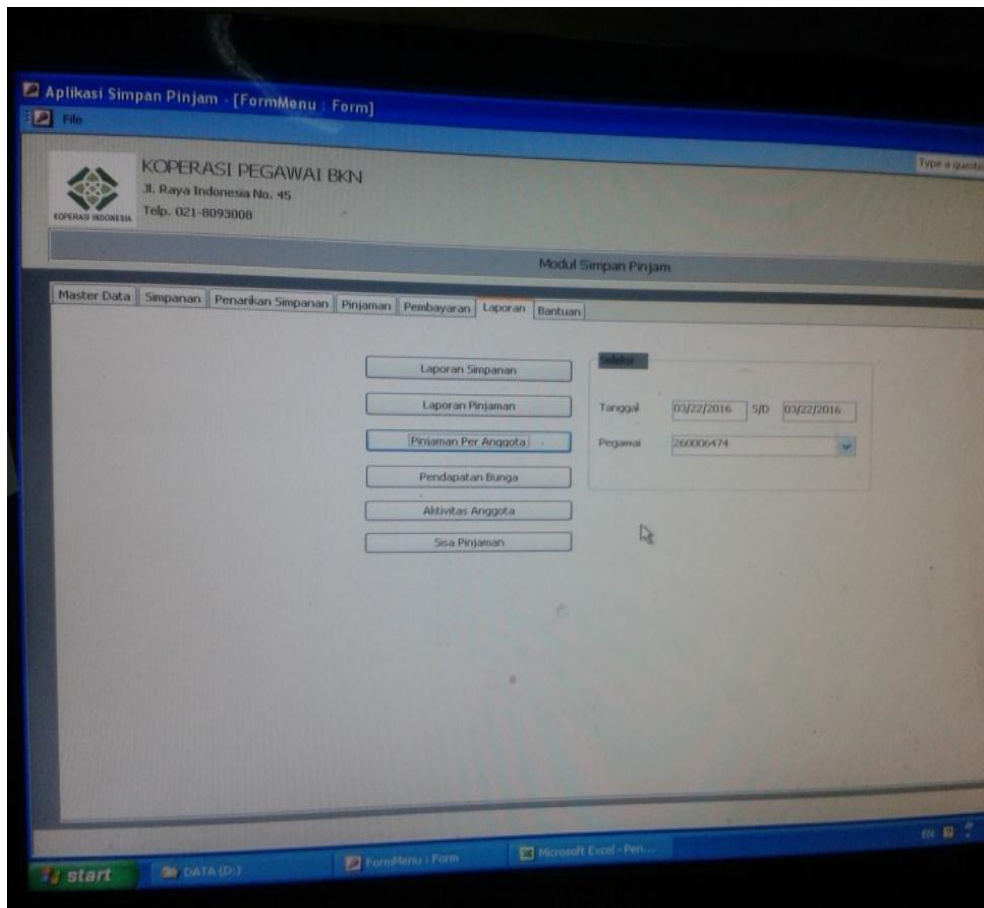 Aplikasi Simpan Pinjam - [FormMenu : Form]
File
Type a questio
KOPERASI PEGAWAI BKN
Jl. Raya Indonesia No. 45
Telp. 021-8093008
KOPERASI INDONESIA
Modul Simpan Pinjam
Master Data Simpanan Penarikan Simpanan Pinjaman Pembayaran Laporan Bantuan
Laporan Simpanan
Laporan Pinjaman
Pinjaman Per Anggota
Pendapatan Bunga
Aktivitas Anggota
Sisa Pinjaman
Tanggal 03/22/2016 S/D 03/22/2016
Pegawai 260006474
start DATA (D:) FormMenu : Form Microsoft Excel - Pen... EN